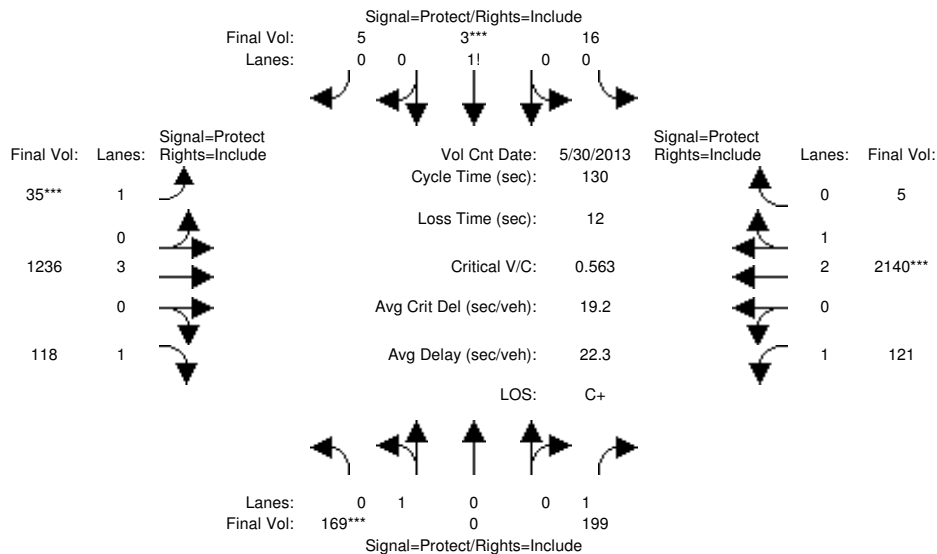 Signal=Protect/Rights=Include
Final Vol: 5 3*** 16
Lanes: 0 0 1! 0 0
Signal=Protect
Final Vol: Lanes: Rights=Include
Vol Cnt Date: 5/30/2013
Signal=Protect
Rights=Include Lanes: Final Vol:
Cycle Time (sec): 130
35*** 1
0 5
Loss Time (sec): 12
0
1
1236 3
Critical V/C: 0.563
2 2140***
0
Avg Crit Del (sec/veh): 19.2
0
118 1
Avg Delay (sec/veh): 22.3
1 121
LOS: C+
Lanes: 0 1 0 0 1
Final Vol: 169*** 0 199
Signal=Protect/Rights=Include